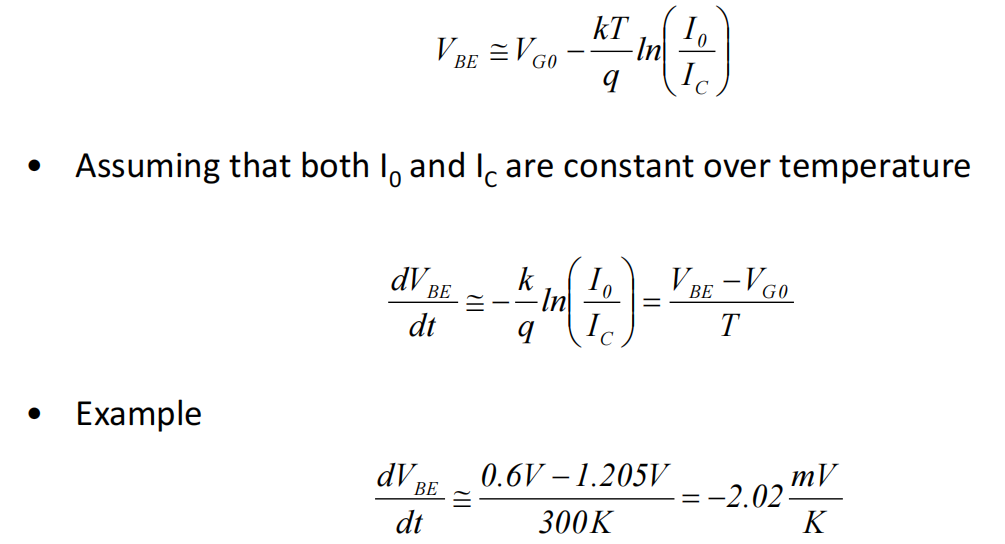 V_BE ≅ V_G0 − kT/q ln(I_0/I_C)
• Assuming that both I_0 and I_C are constant over temperature
dV_BE/dt ≅ − k/q ln(I_0/I_C) = V_BE − V_G0/T
• Example
dV_BE/dt ≅ 0.6V − 1.205V/300K = −2.02 mV/K